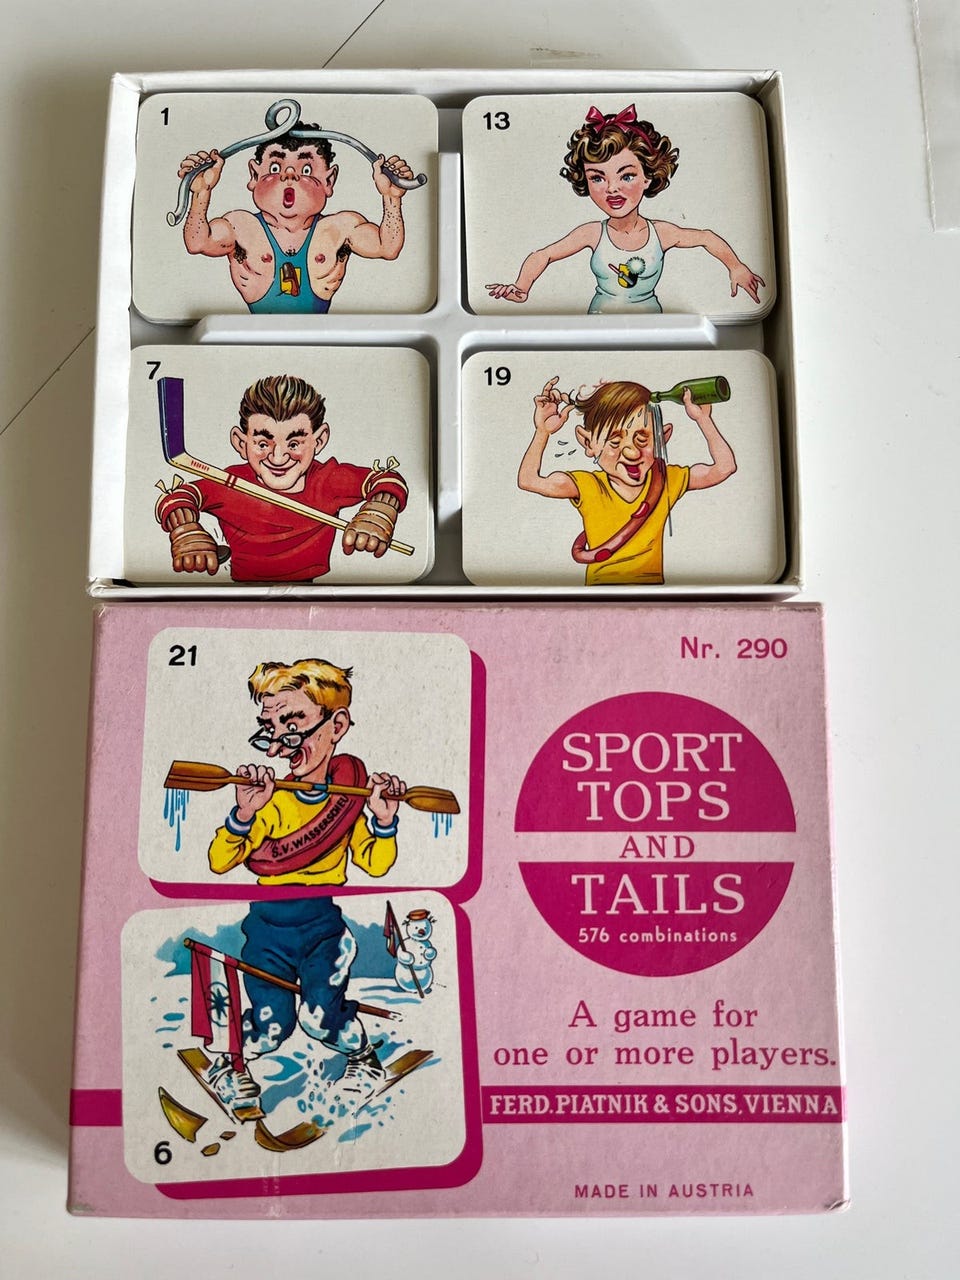 1
13
7
19
21
Nr. 290
S.V. WASSERSCHEU
SPORT
TOPS
AND
TAILS
576 combinations
A game for
one or more players.
FERD.PIATNIK & SONS,VIENNA
6
MADE IN AUSTRIA